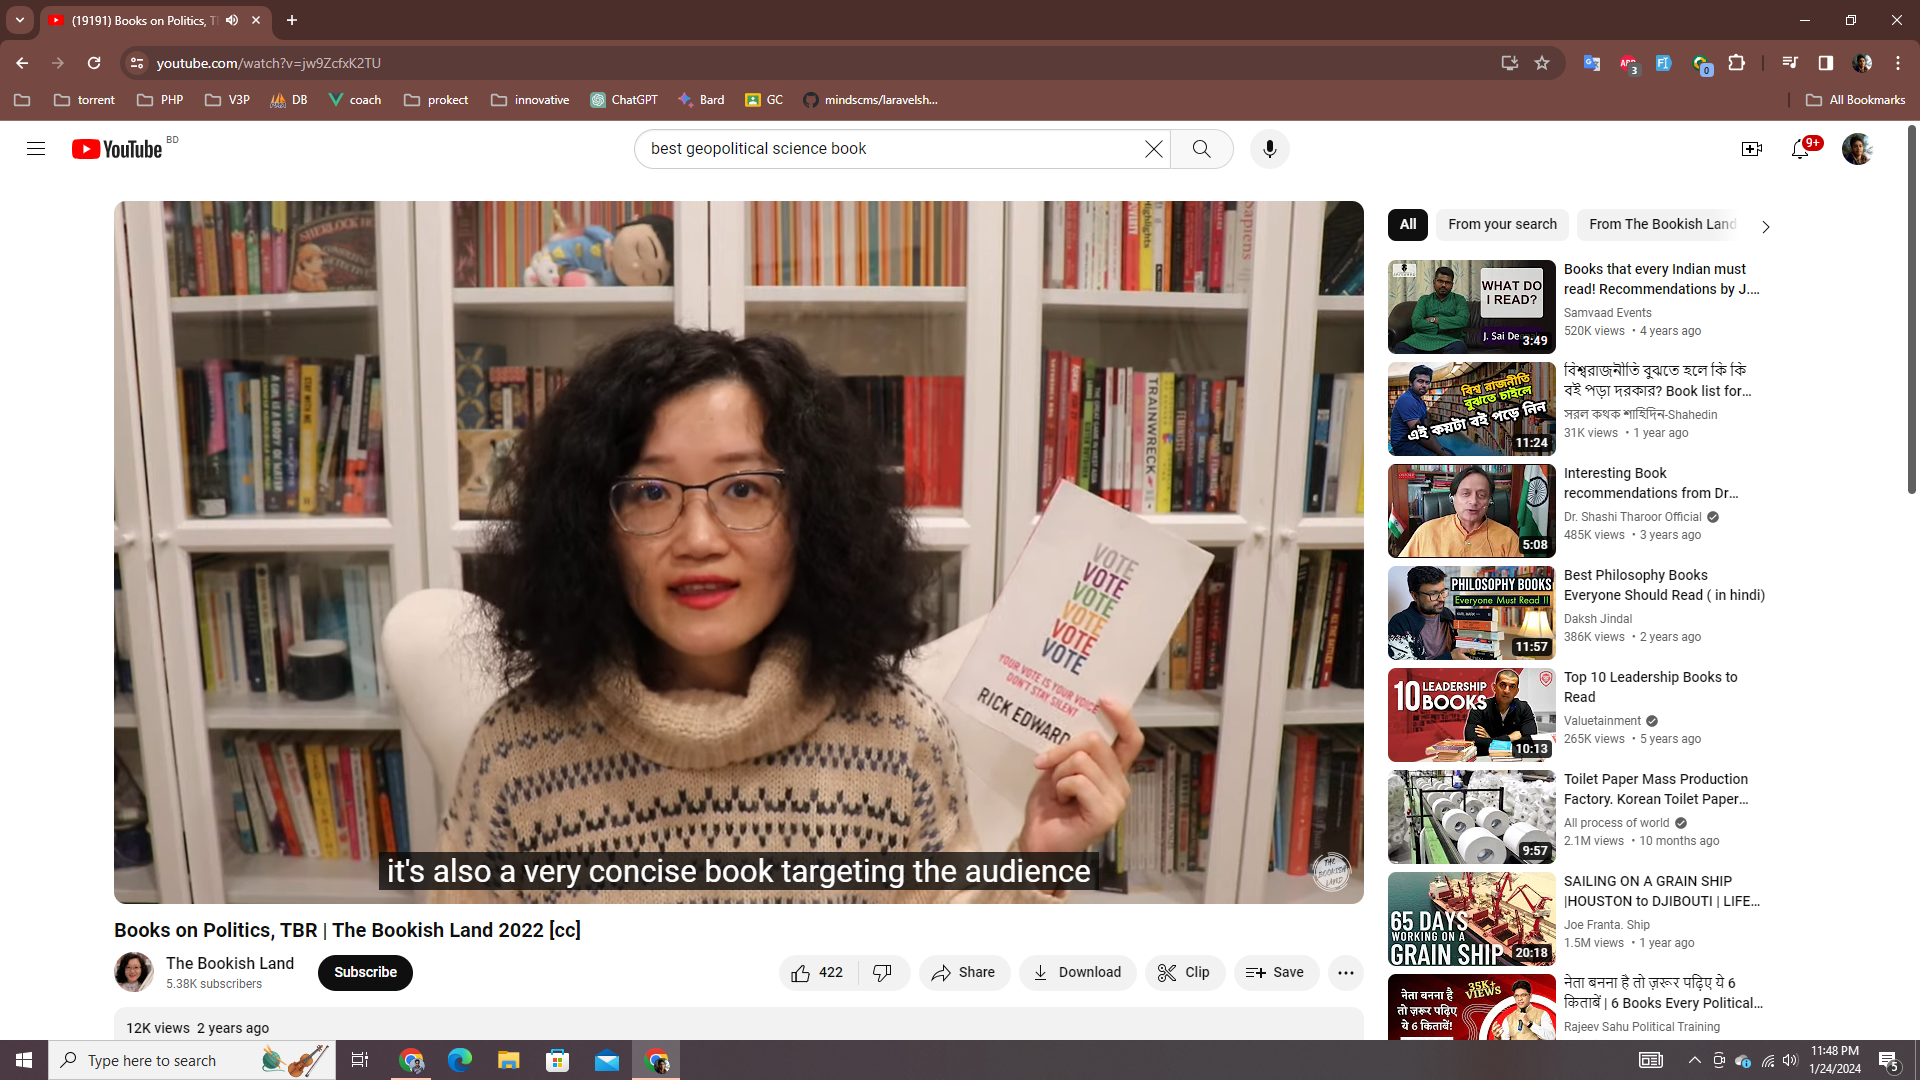 (19191) Books on Politics, T
youtube.com/watch?v=jw9ZcfxK2TU
3
0
torrent
PHP
V3P
DB
coach
prokect
innovative
ChatGPT
Bard
GC
mindscms/laravelsh...
All Bookmarks
YouTube BD
best geopolitical science book
9+
SHERLOCK HOLMES
Sapiens
TRAINWRECK
VOTE
VOTE
VOTE
VOTE
VOTE
VOTE
YOUR VOTE IS YOUR VOICE
DON'T STAY SILENT
RICK EDWARD
it's also a very concise book targeting the audience
THE BOOKISH LAND
Books on Politics, TBR | The Bookish Land 2022 [cc]
The Bookish Land
5.38K subscribers
Subscribe
422
Share
Download
Clip
Save
12K views 2 years ago
All
From your search
From The Bookish Land
WHAT DO
I READ?
J. Sai De
3:49
Books that every Indian must
read! Recommendations by J....
Samvaad Events
520K views • 4 years ago
বিশ্ব রাজনীতি
বুঝতে চাইলে
এই কয়টা বই পড়ে নিন
11:24
বিশ্বরাজনীতি বুঝতে হলে কি কি
বই পড়া দরকার? Book list for...
সরল কথক শাহিদিন-Shahedin
31K views • 1 year ago
5:08
Interesting Book
recommendations from Dr...
Dr. Shashi Tharoor Official
485K views • 3 years ago
PHILOSOPHY BOOKS
Everyone Must Read II
11:57
Best Philosophy Books
Everyone Should Read ( in hindi)
Daksh Jindal
386K views • 2 years ago
10 LEADERSHIP
BOOKS
10:13
Top 10 Leadership Books to
Read
Valuetainment
265K views • 5 years ago
9:57
Toilet Paper Mass Production
Factory. Korean Toilet Paper...
All process of world
2.1M views • 10 months ago
65 DAYS
WORKING ON A
GRAIN SHIP
20:18
SAILING ON A GRAIN SHIP
|HOUSTON to DJIBOUTI | LIFE...
Joe Franta. Ship
1.5M views • 1 year ago
35K+
VIEWS
नेता बनना है
तो ज़रूर पढ़िए
ये 6 किताबें!
नेता बनना है तो ज़रूर पढ़िए ये 6
किताबें | 6 Books Every Political...
Rajeev Sahu Political Training
Type here to search
11:48 PM
1/24/2024
5